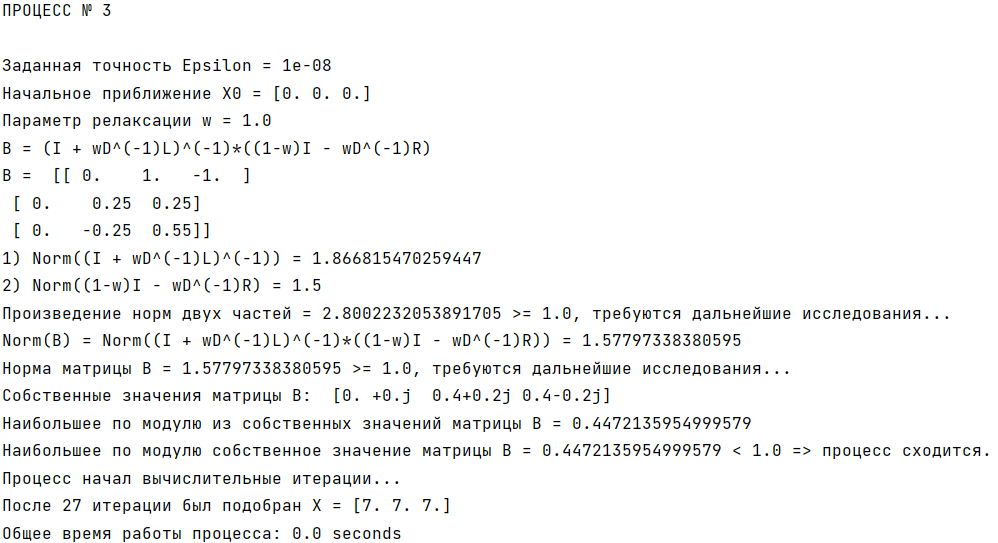 ПРОЦЕСС № 3
Заданная точность Epsilon = 1e-08
Начальное приближение X0 = [0. 0. 0.]
Параметр релаксации w = 1.0
B = (I + wD^(-1)L)^(-1)*((1-w)I - wD^(-1)R)
B =  [[ 0.    1.   -1.  ]
 [ 0.    0.25  0.25]
 [ 0.   -0.25  0.55]]
1) Norm((I + wD^(-1)L)^(-1)) = 1.866815470259447
2) Norm((1-w)I - wD^(-1)R) = 1.5
Произведение норм двух частей = 2.8002232053891705 >= 1.0, требуются дальнейшие исследования...
Norm(B) = Norm((I + wD^(-1)L)^(-1)*((1-w)I - wD^(-1)R)) = 1.57797338380595
Норма матрицы B = 1.57797338380595 >= 1.0, требуются дальнейшие исследования...
Собственные значения матрицы B:  [0. +0.j  0.4+0.2j 0.4-0.2j]
Наибольшее по модулю из собственных значений матрицы B = 0.4472135954999579
Наибольшее по модулю собственное значение матрицы B = 0.4472135954999579 < 1.0 => процесс сходится.
Процесс начал вычислительные итерации...
После 27 итерации был подобран X = [7. 7. 7.]
Общее время работы процесса: 0.0 seconds